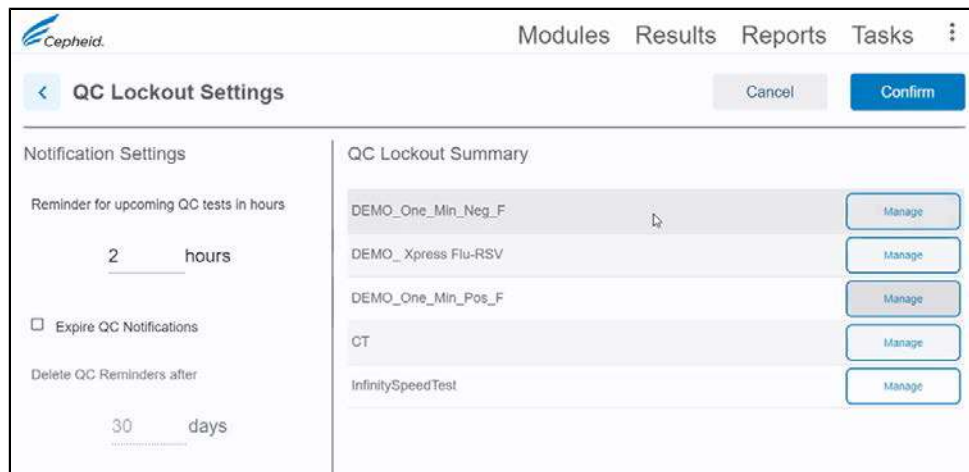 Cepheid.
Modules Results Reports Tasks
QC Lockout Settings
Cancel
Confirm
Notification Settings
Reminder for upcoming QC tests in hours
2 hours
Expire QC Notifications
Delete QC Reminders after
30 days
QC Lockout Summary
DEMO_One_Min_Neg_F Manage
DEMO_ Xpress Flu-RSV Manage
DEMO_One_Min_Pos_F Manage
CT Manage
InfinitySpeedTest Manage